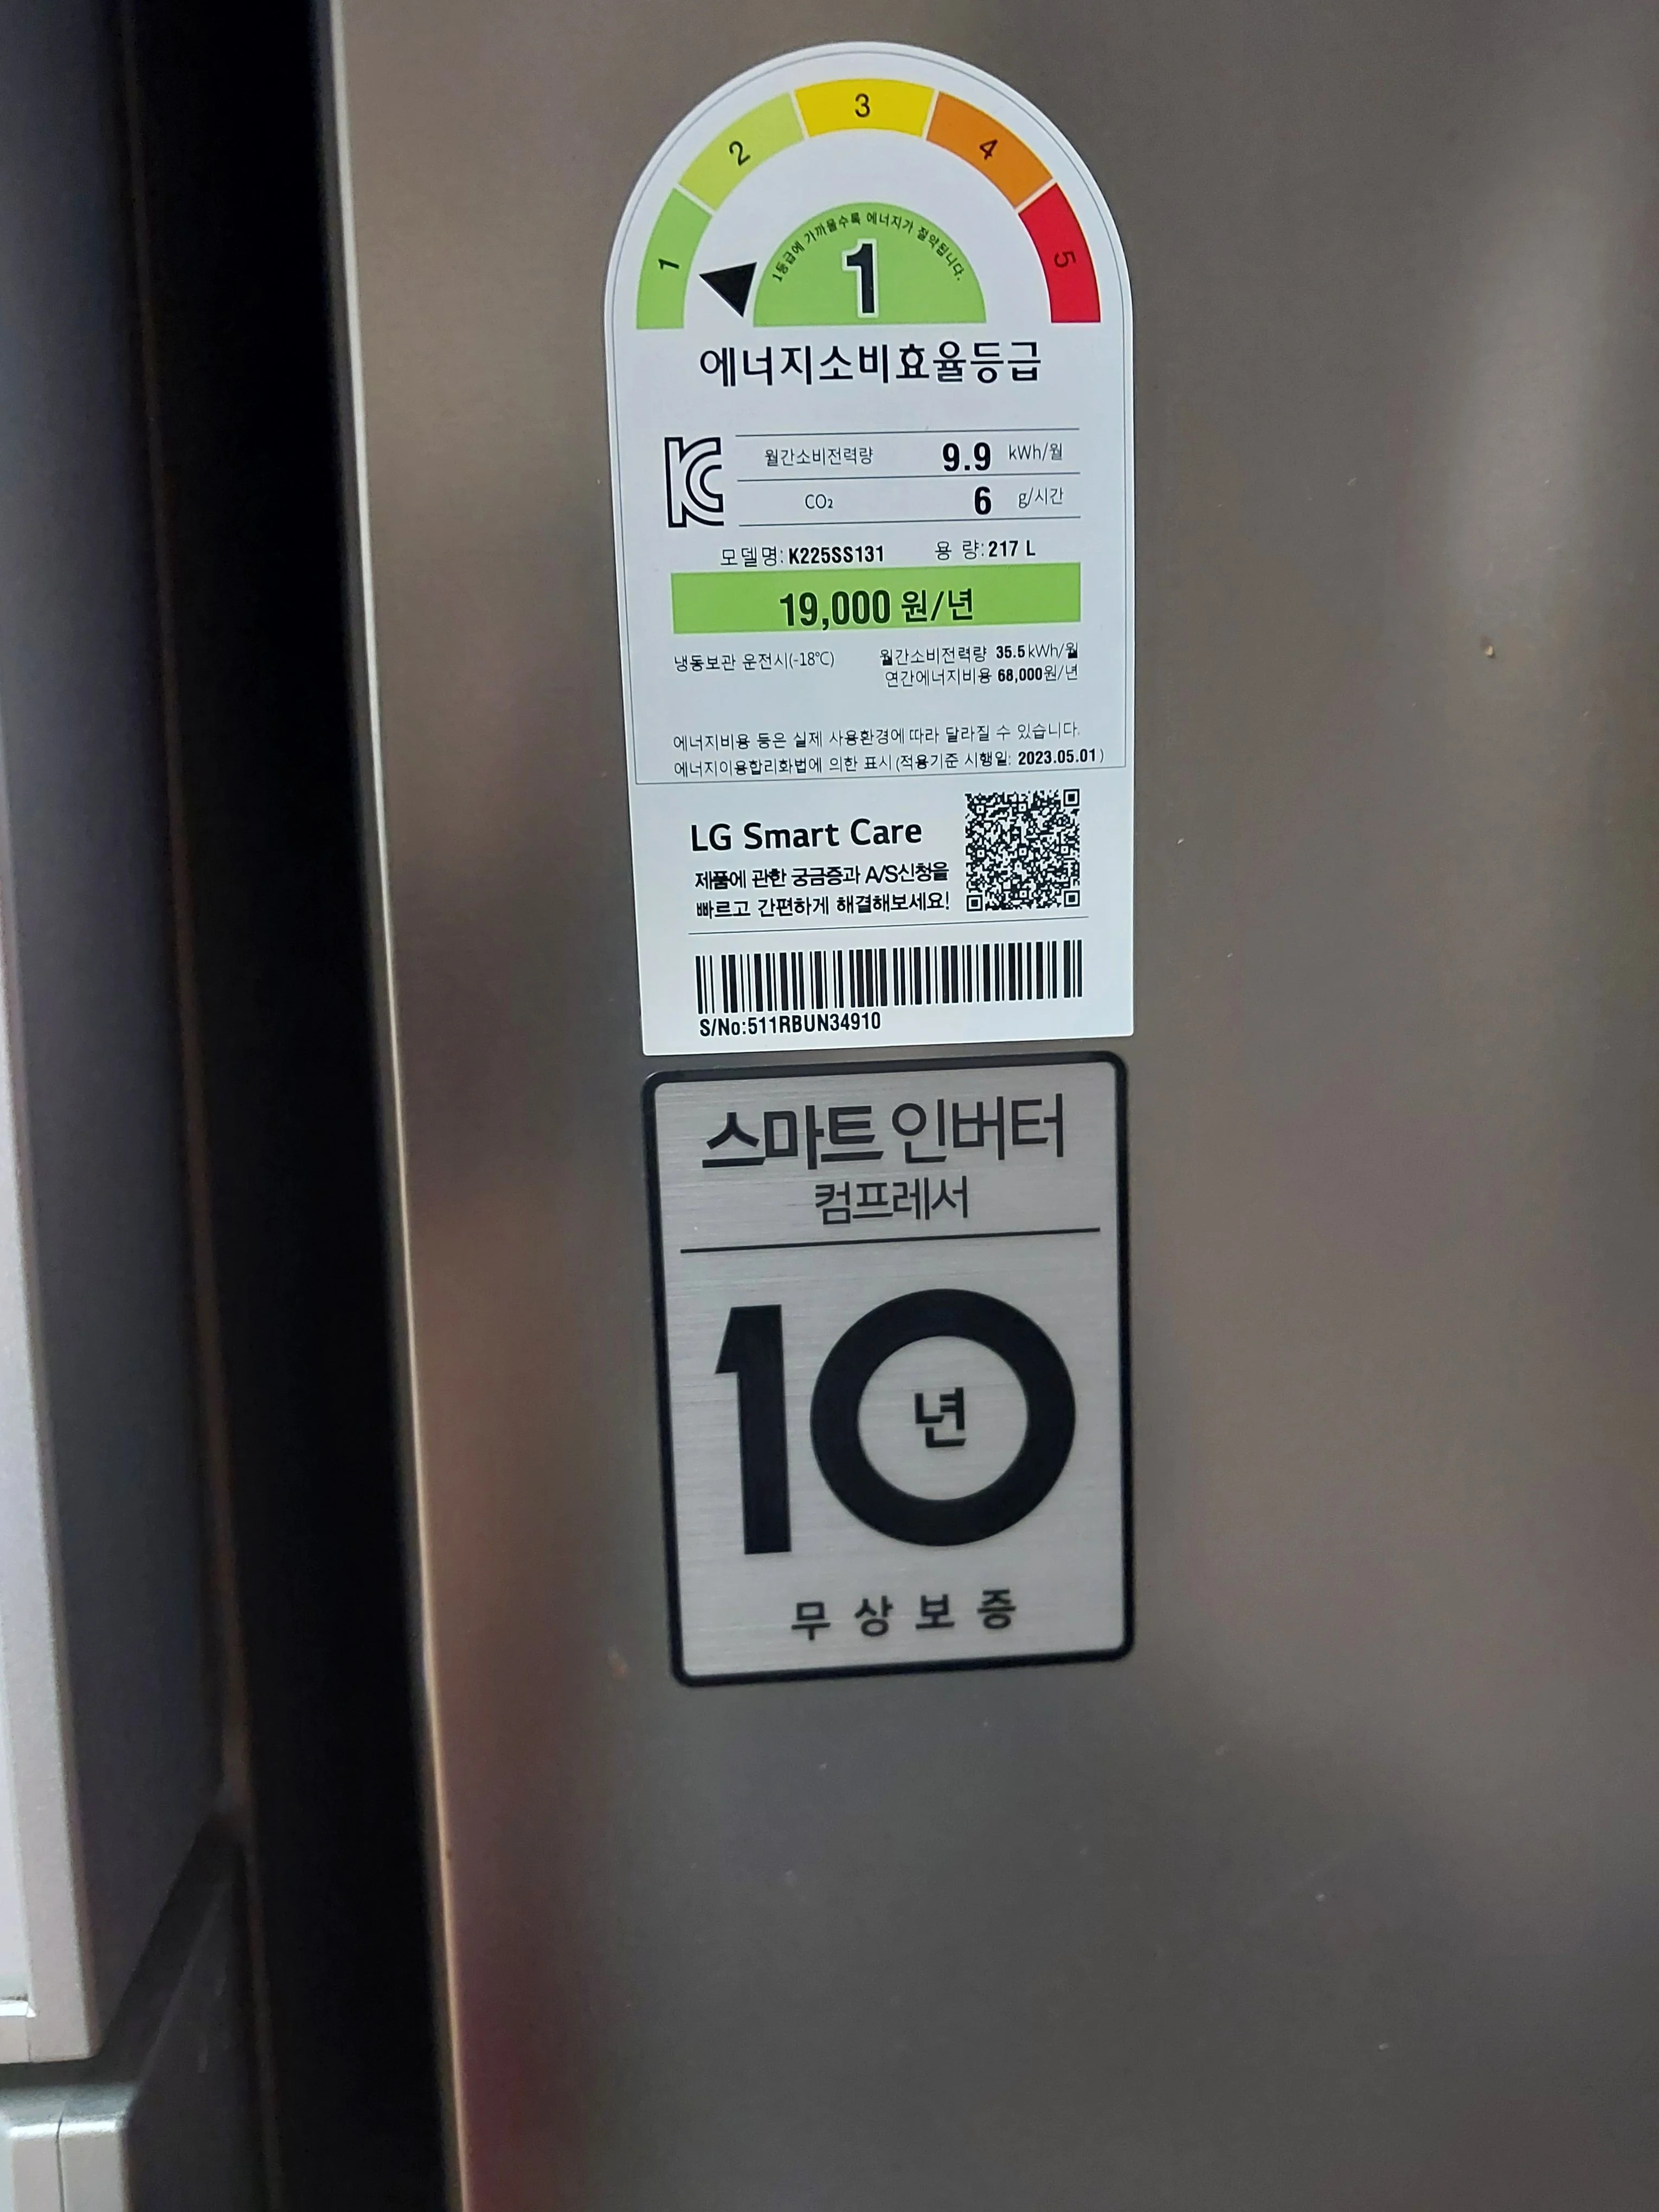 1 2 3 4 5
1등급에 가까울수록 에너지가 절약됩니다.
1
에너지소비효율등급
월간소비전력량 9.9 kWh/월
CO₂ 6 g/시간
모델명: K225SS131 용 량: 217 L
19,000 원/년
냉동보관 운전시(-18℃) 월간소비전력량 35.5 kWh/월
연간에너지비용 68,000원/년
에너지비용 등은 실제 사용환경에 따라 달라질 수 있습니다.
에너지이용합리화법에 의한 표시 (적용기준 시행일: 2023.05.01)
LG Smart Care
제품에 관한 궁금증과 A/S신청을
빠르고 간편하게 해결해보세요!
S/No:511RBUN34910
스마트 인버터
컴프레서
10년
무상보증